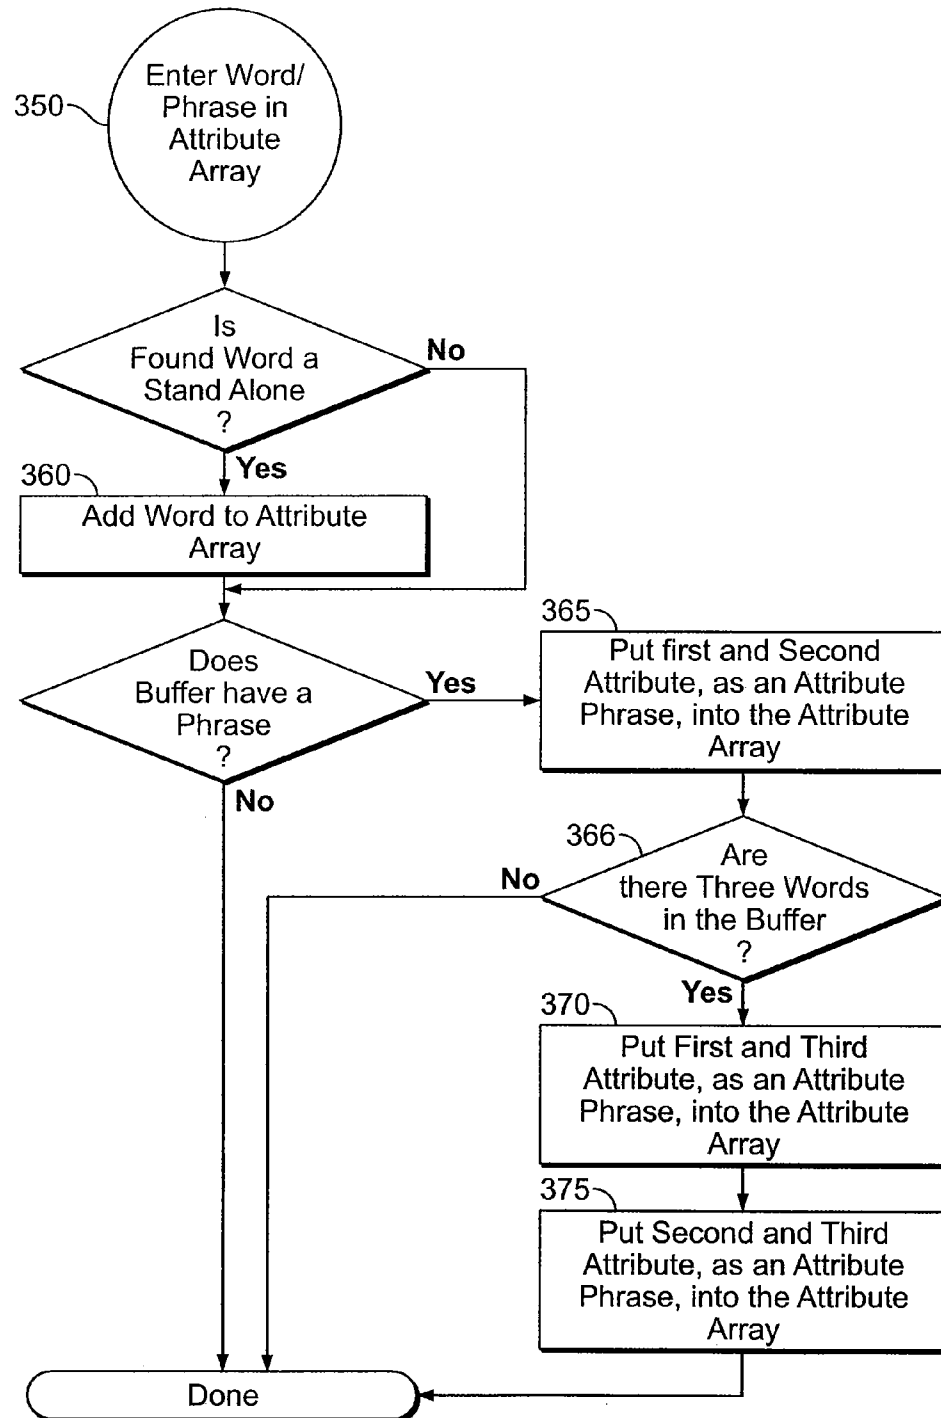 350
Enter Word/
Phrase in
Attribute
Array
Is
Found Word a
Stand Alone
?
No
Yes
360
Add Word to Attribute
Array
Does
Buffer have a
Phrase
?
Yes
No
365
Put first and Second
Attribute, as an Attribute
Phrase, into the Attribute
Array
366
Are
there Three Words
in the Buffer
?
No
Yes
370
Put First and Third
Attribute, as an Attribute
Phrase, into the Attribute
Array
375
Put Second and Third
Attribute, as an Attribute
Phrase, into the Attribute
Array
Done